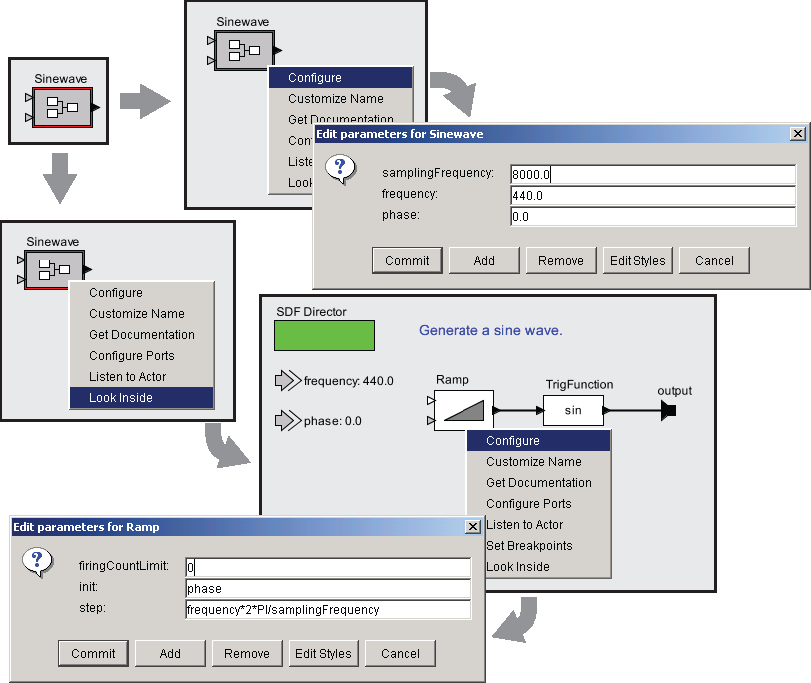 Sinewave
Configure
Customize Name
Get Documentation
Sinewave
Edit parameters for Sinewave
samplingFrequency: 8000.0
frequency: 440.0
phase: 0.0
Commit Add Remove Edit Styles Cancel
Sinewave
Configure
Customize Name
Get Documentation
Configure Ports
Listen to Actor
Look Inside
SDF Director
Generate a sine wave.
frequency: 440.0
phase: 0.0
Ramp
TrigFunction
sin
output
Configure
Customize Name
Get Documentation
Configure Ports
Listen to Actor
Set Breakpoints
Look Inside
Edit parameters for Ramp
firingCountLimit: 0
init: phase
step: frequency*2*PI/samplingFrequency
Commit Add Remove Edit Styles Cancel